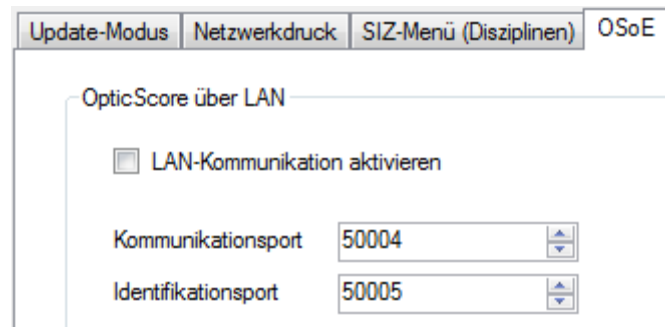 Update-Modus Netzwerkdruck SIZ-Menü (Disziplinen) OSoE
OpticScore über LAN
LAN-Kommunikation aktivieren
Kommunikationsport 50004
Identifikationsport 50005